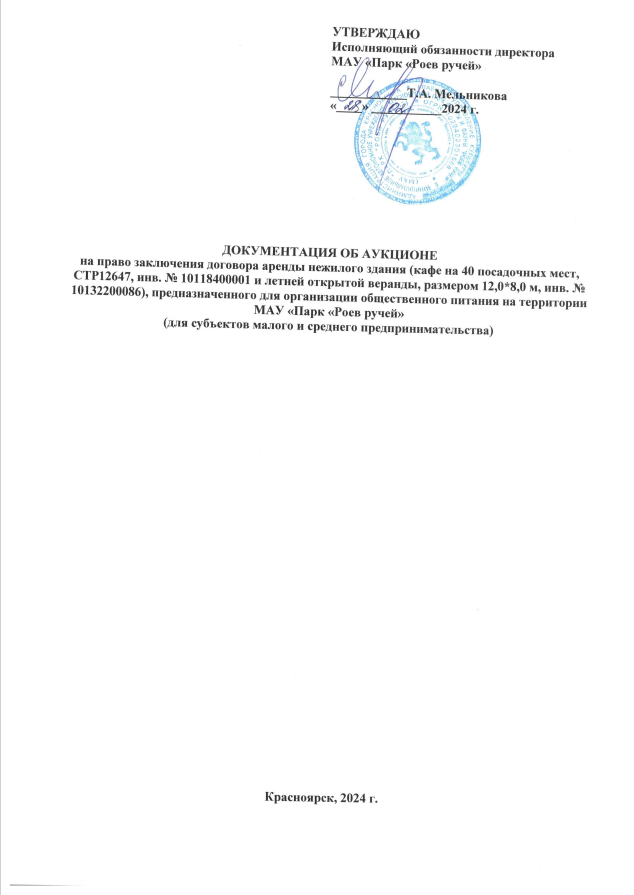 УТВЕРЖДАЮ
Исполняющий обязанности директора
МАУ «Парк «Роев ручей»
Т.А. Мельникова
« » 2024 г.
ДОКУМЕНТАЦИЯ ОБ АУКЦИОНЕ
на право заключения договора аренды нежилого здания (кафе на 40 посадочных мест,
СТР12647, инв. № 10118400001 и летней открытой веранды, размером 12,0*8,0 м, инв. №
10132200086), предназначенного для организации общественного питания на территории
МАУ «Парк «Роев ручей»
(для субъектов малого и среднего предпринимательства)
Красноярск, 2024 г.